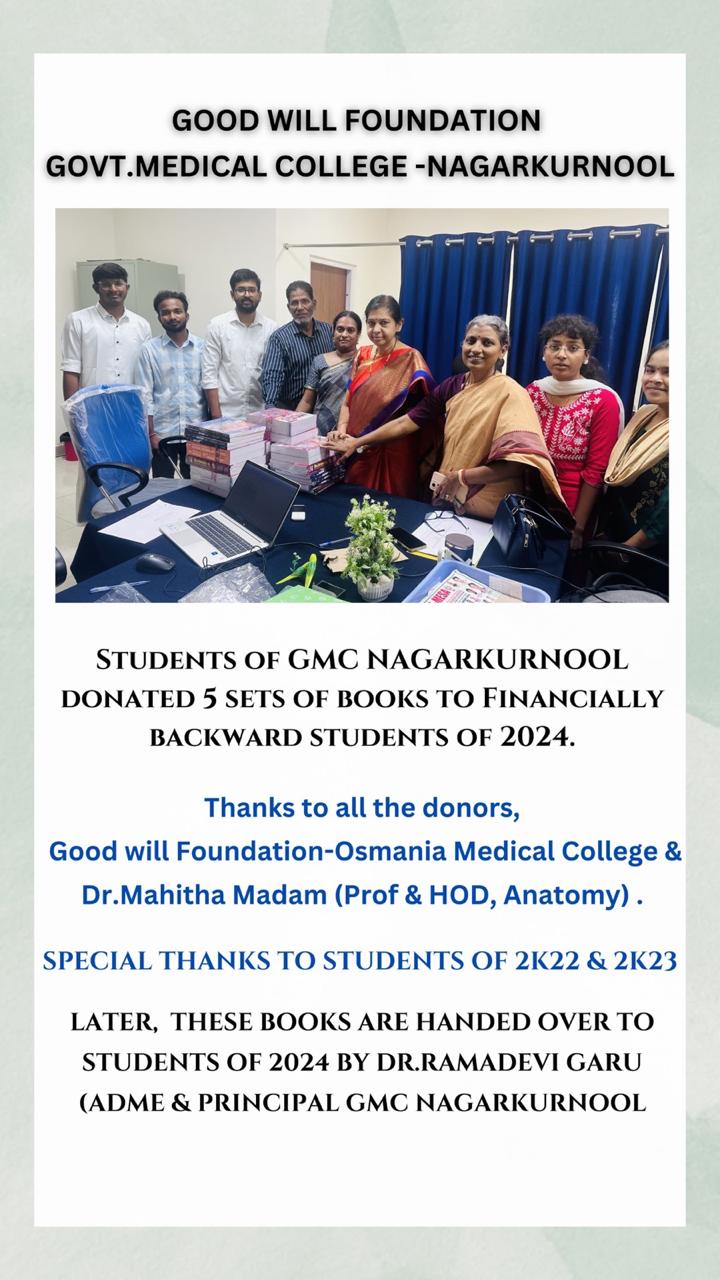 GOOD WILL FOUNDATION
GOVT.MEDICAL COLLEGE -NAGARKURNOOL
Students of GMC NAGARKURNOOL
donated 5 sets of books to Financially
backward students of 2024.
Thanks to all the donors,
Good will Foundation-Osmania Medical College &
Dr.Mahitha Madam (Prof & HOD, Anatomy) .
SPECIAL THANKS TO STUDENTS OF 2K22 & 2K23
LATER, THESE BOOKS ARE HANDED OVER TO
STUDENTS OF 2024 BY DR.RAMADEVI GARU
(ADME & PRINCIPAL GMC NAGARKURNOOL